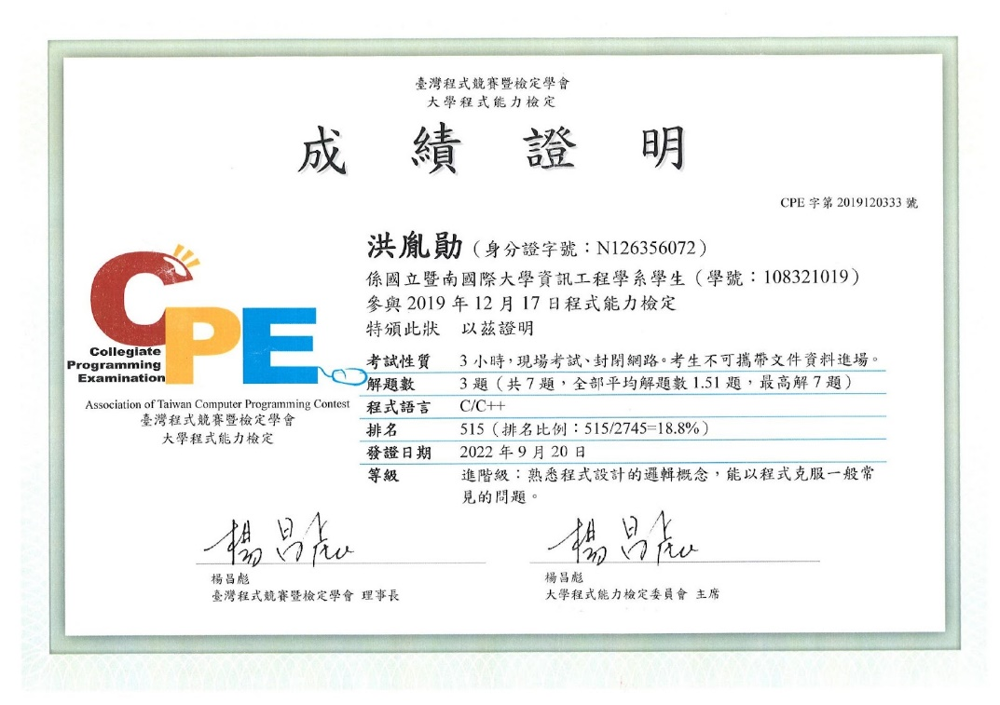 臺灣程式競賽暨檢定學會
大學程式能力檢定
成績證明
CPE 字第 2019120333 號
洪胤勛（身分證字號：N126356072）
係國立暨南國際大學資訊工程學系學生（學號：108321019）
參與 2019 年 12 月 17 日程式能力檢定
特頒此狀 以茲證明
CPE
Collegiate
Programming
Examination
Association of Taiwan Computer Programming Contest
臺灣程式競賽暨檢定學會
大學程式能力檢定
考試性質 3 小時，現場考試、封閉網路。考生不可攜帶文件資料進場。
解題數 3 題（共 7 題，全部平均解題數 1.51 題，最高解 7 題）
程式語言 C/C++
排名 515（排名比例：515/2745=18.8%）
發證日期 2022 年 9 月 20 日
等級 進階級：熟悉程式設計的邏輯概念，能以程式克服一般常
見的問題。
楊昌彪 楊昌彪
楊昌彪 楊昌彪
臺灣程式競賽暨檢定學會 理事長 大學程式能力檢定委員會 主席